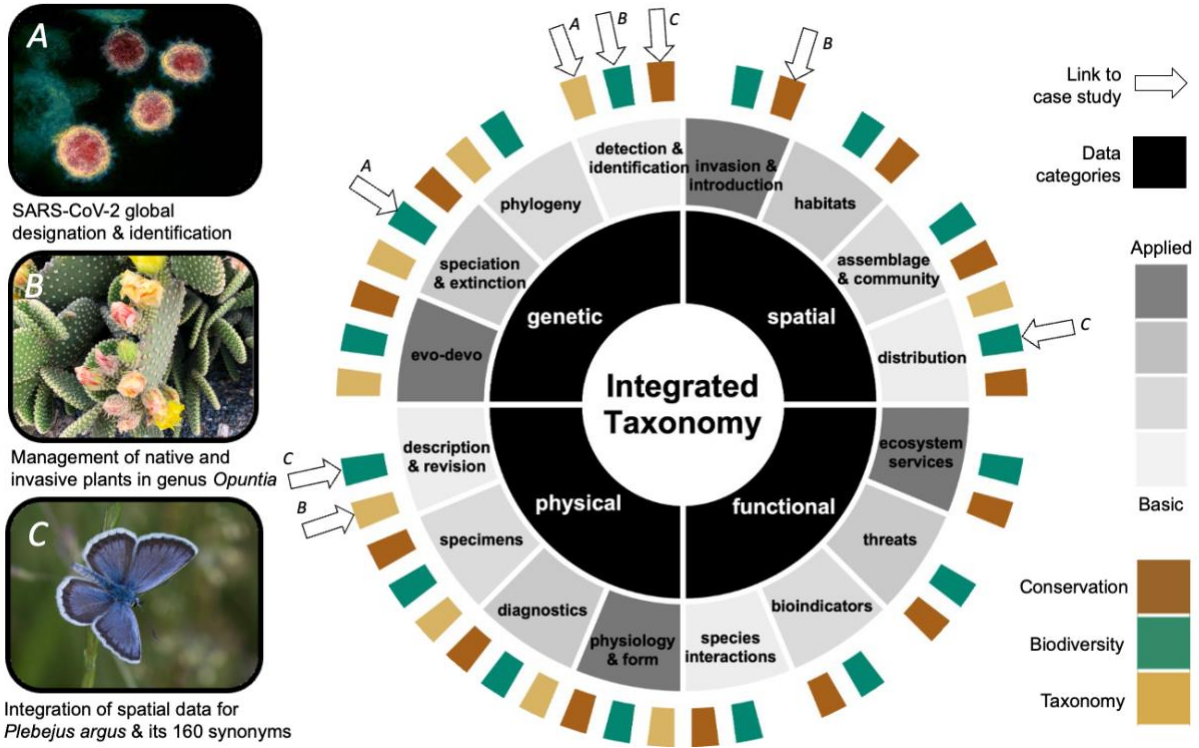 A
SARS-CoV-2 global
designation & identification
B
Management of native and
invasive plants in genus Opuntia
C
Integration of spatial data for
Plebejus argus & its 160 synonyms
A
B
C
B
A
C
C
B
detection &
identification
invasion &
introduction
phylogeny
habitats
speciation
& extinction
assemblage
& community
genetic
spatial
evo-devo
distribution
Integrated
Taxonomy
description
& revision
ecosystem
services
physical
functional
specimens
threats
diagnostics
bioindicators
physiology
& form
species
interactions
Link to
case study
Data
categories
Applied
Basic
Conservation
Biodiversity
Taxonomy